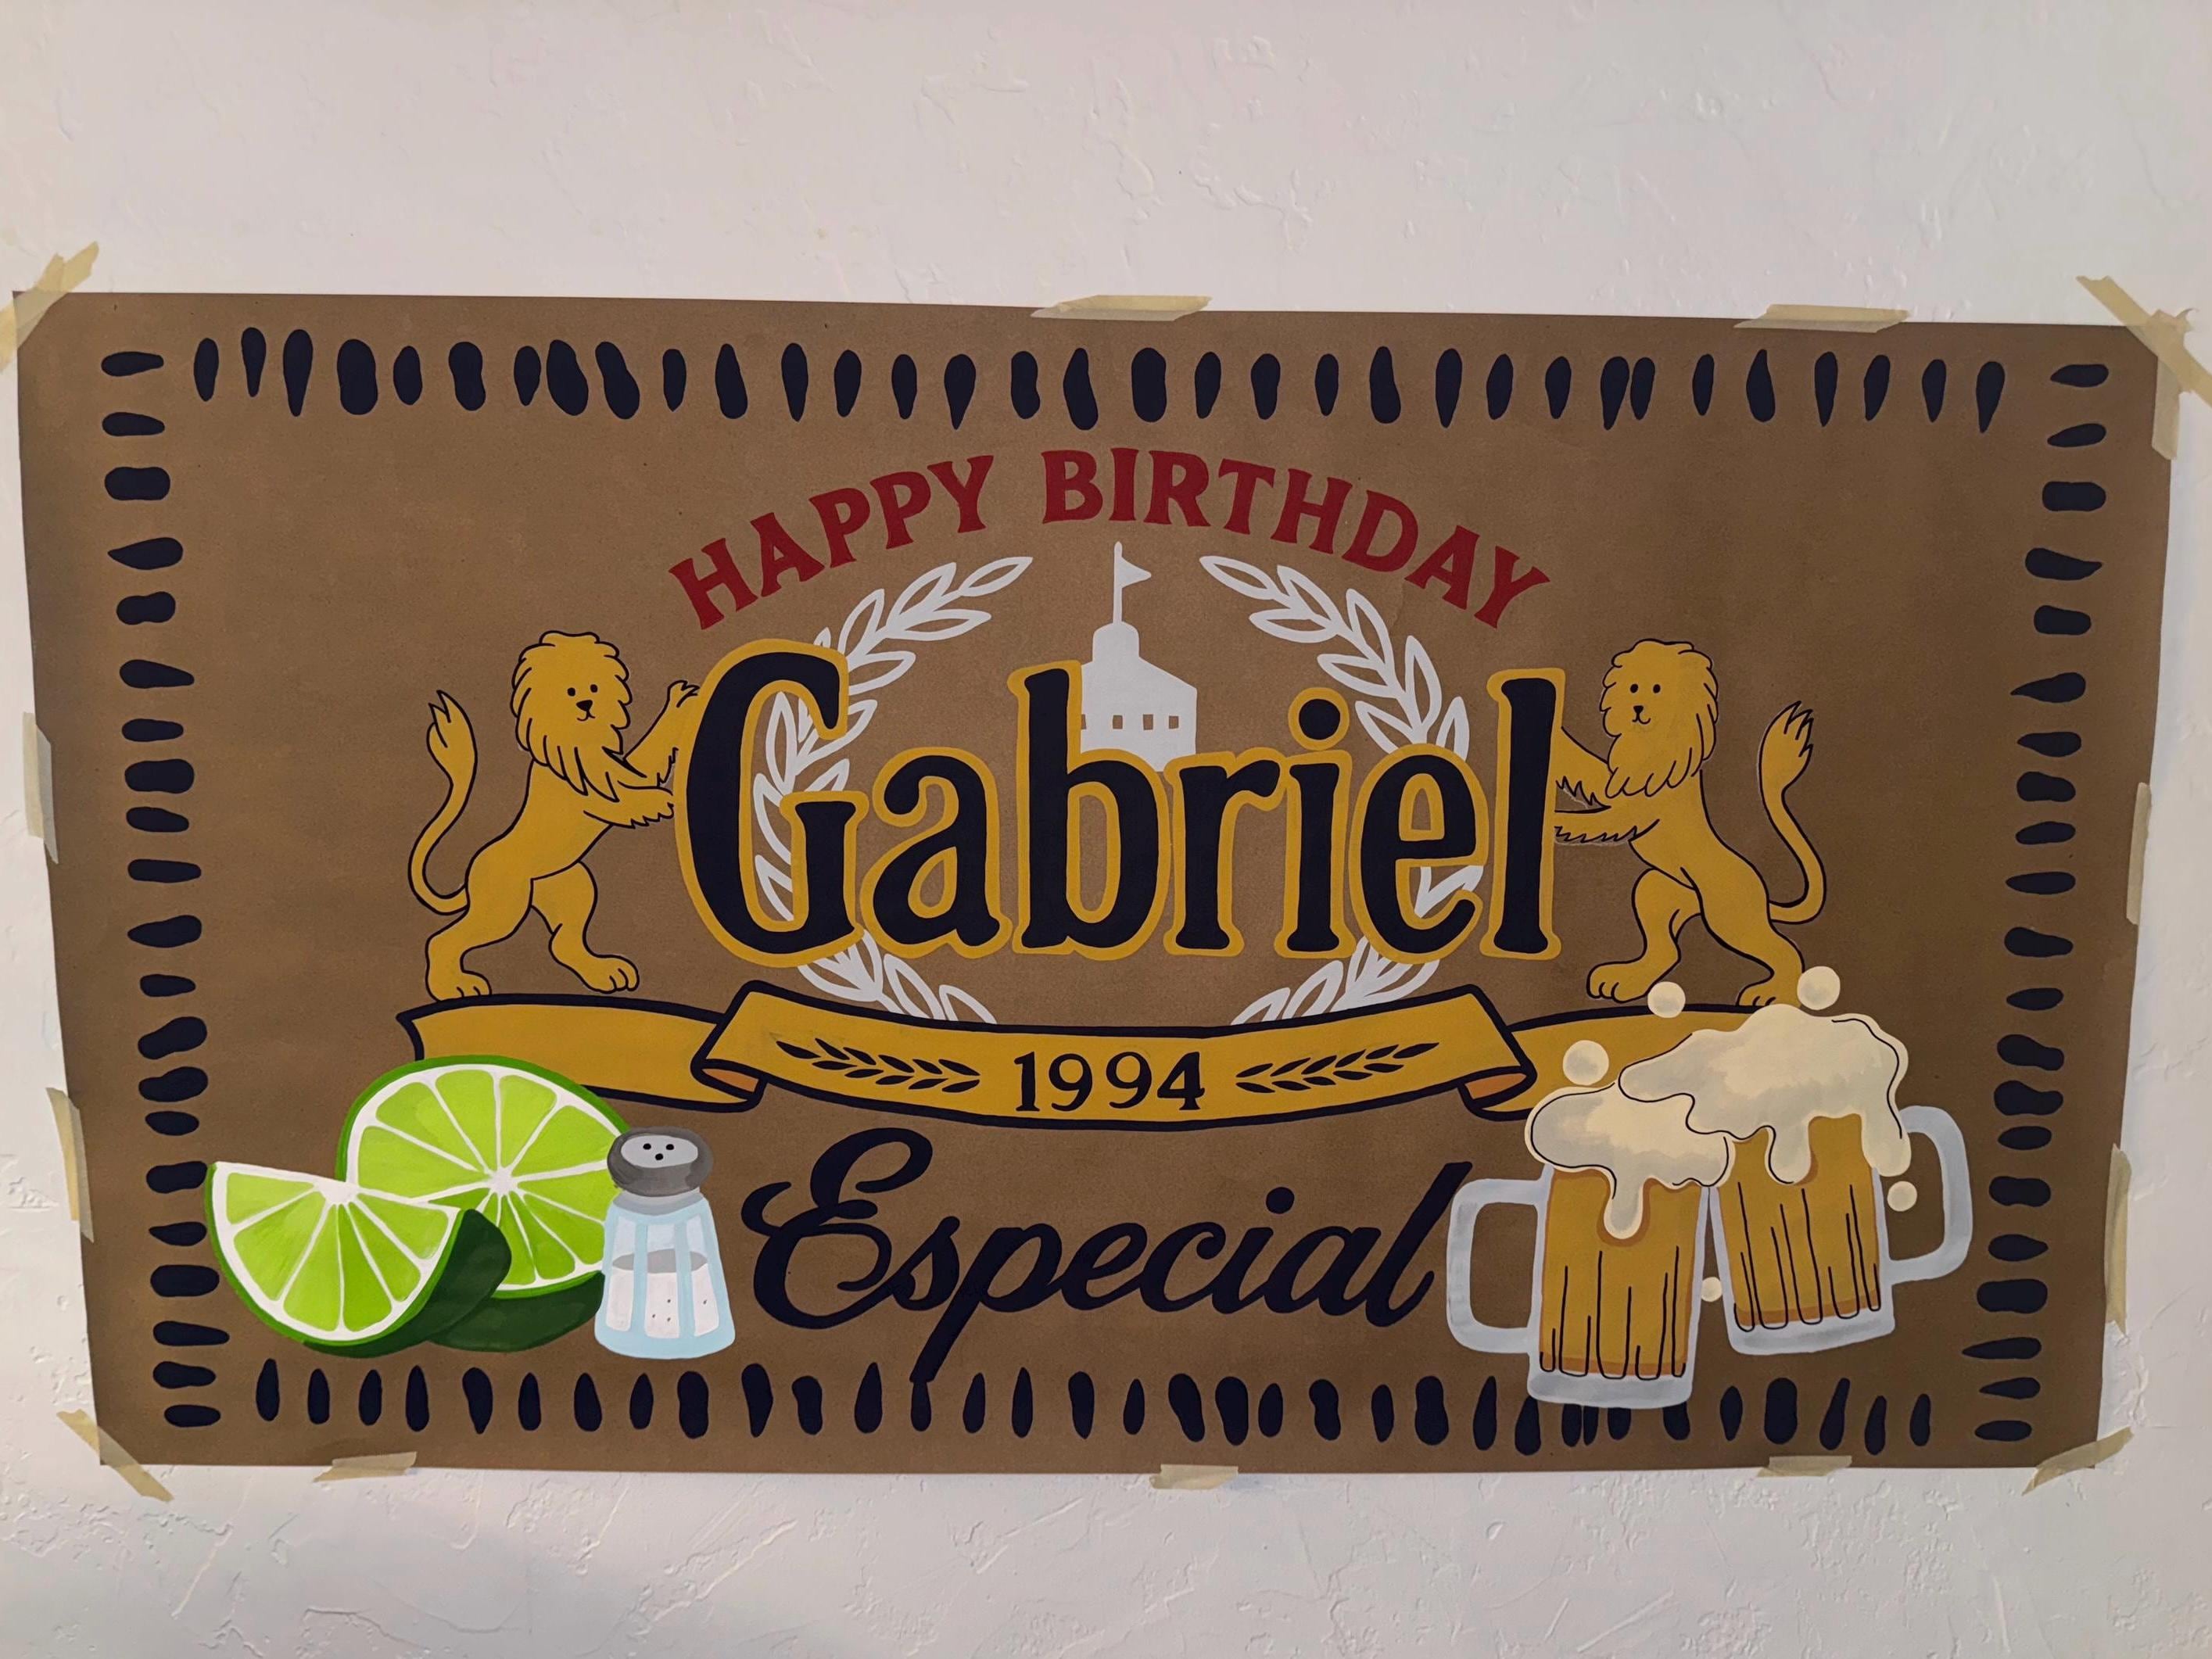 HAPPY BIRTHDAY
Gabriel
1994
Especial